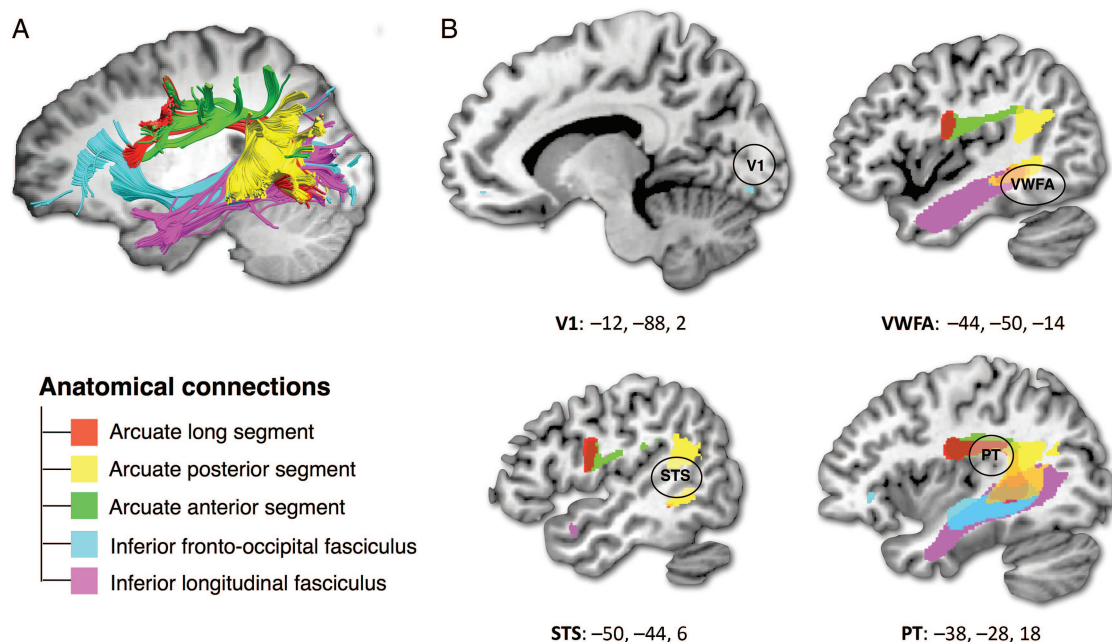 A
B
V1
VWFA
V1: –12, –88, 2
VWFA: –44, –50, –14
Anatomical connections
Arcuate long segment
Arcuate posterior segment
Arcuate anterior segment
Inferior fronto-occipital fasciculus
Inferior longitudinal fasciculus
STS
PT
STS: –50, –44, 6
PT: –38, –28, 18